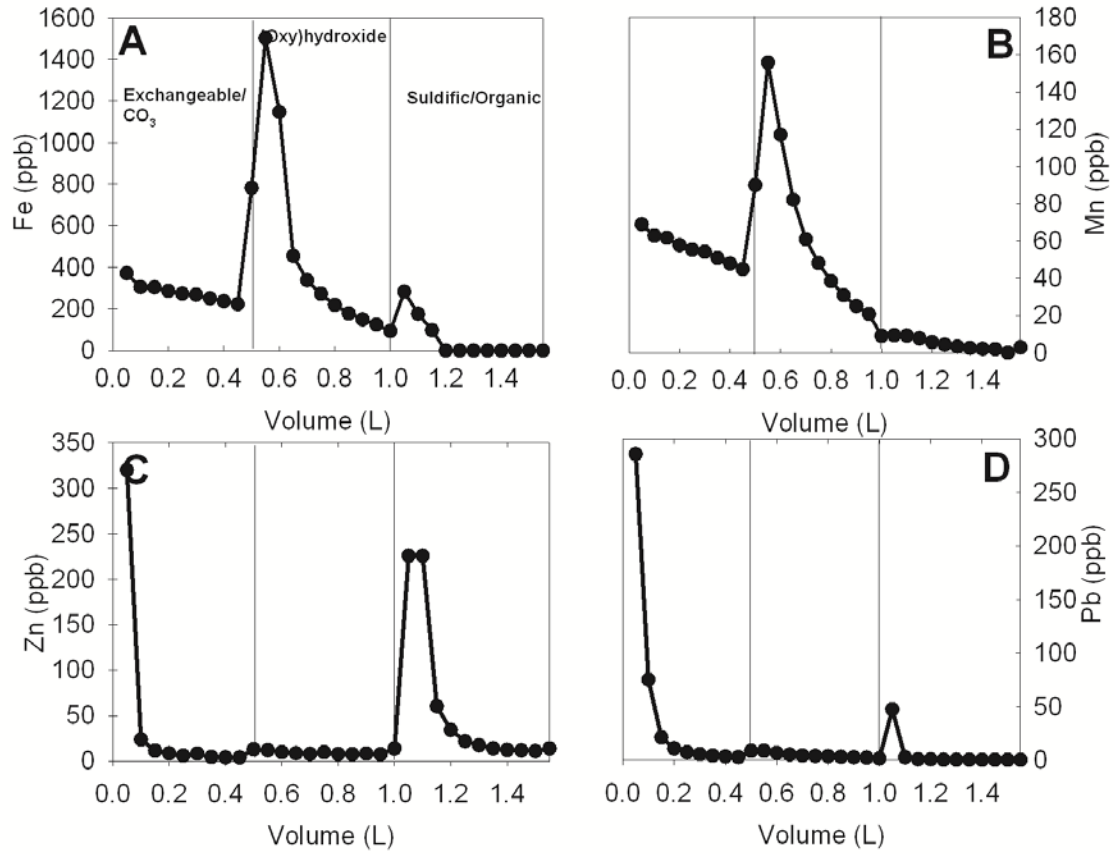 A
(Oxy)hydroxide
Exchangeable/
CO₃
Suldific/Organic
1600
1400
1200
1000
800
600
400
200
0
Fe (ppb)
0.0 0.2 0.4 0.6 0.8 1.0 1.2 1.4
Volume (L)
B
180
160
140
120
100
80
60
40
20
0
Mn (ppb)
0.0 0.2 0.4 0.6 0.8 1.0 1.2 1.4
Volume (L)
C
350
300
250
200
150
100
50
0
Zn (ppb)
0.0 0.2 0.4 0.6 0.8 1.0 1.2 1.4
Volume (L)
D
300
250
200
150
100
50
0
Pb (ppb)
0.0 0.2 0.4 0.6 0.8 1.0 1.2 1.4
Volume (L)